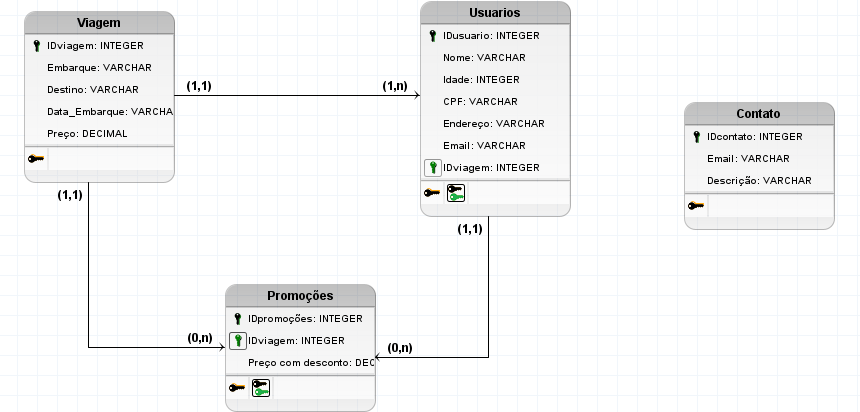 Viagem
IDviagem: INTEGER
Embarque: VARCHAR
Destino: VARCHAR
Data_Embarque: VARCHA
Preço: DECIMAL
(1,1)
(1,n)
(1,1)
Usuarios
IDusuario: INTEGER
Nome: VARCHAR
Idade: INTEGER
CPF: VARCHAR
Endereço: VARCHAR
Email: VARCHAR
IDviagem: INTEGER
(1,1)
Contato
IDcontato: INTEGER
Email: VARCHAR
Descrição: VARCHAR
(0,n)
(0,n)
Promoções
IDpromoções: INTEGER
IDviagem: INTEGER
Preço com desconto: DEC